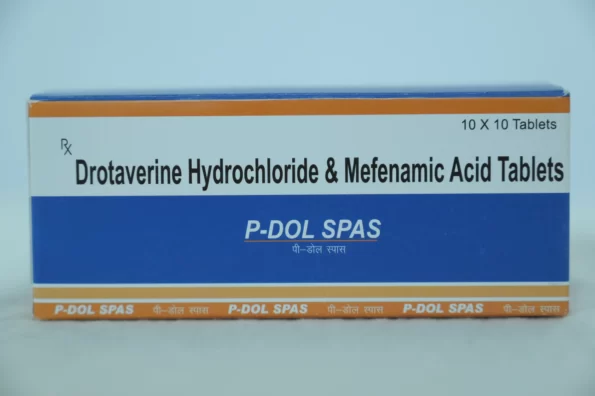 10 X 10 Tablets
Rx
Drotaverine Hydrochloride & Mefenamic Acid Tablets
P-DOL SPAS
पी-डोल स्पास
P-DOL SPAS पी-डोल स्पास P-DOL SPAS पी-डोल स्पास P-DOL SPAS पी-डोल स्पास